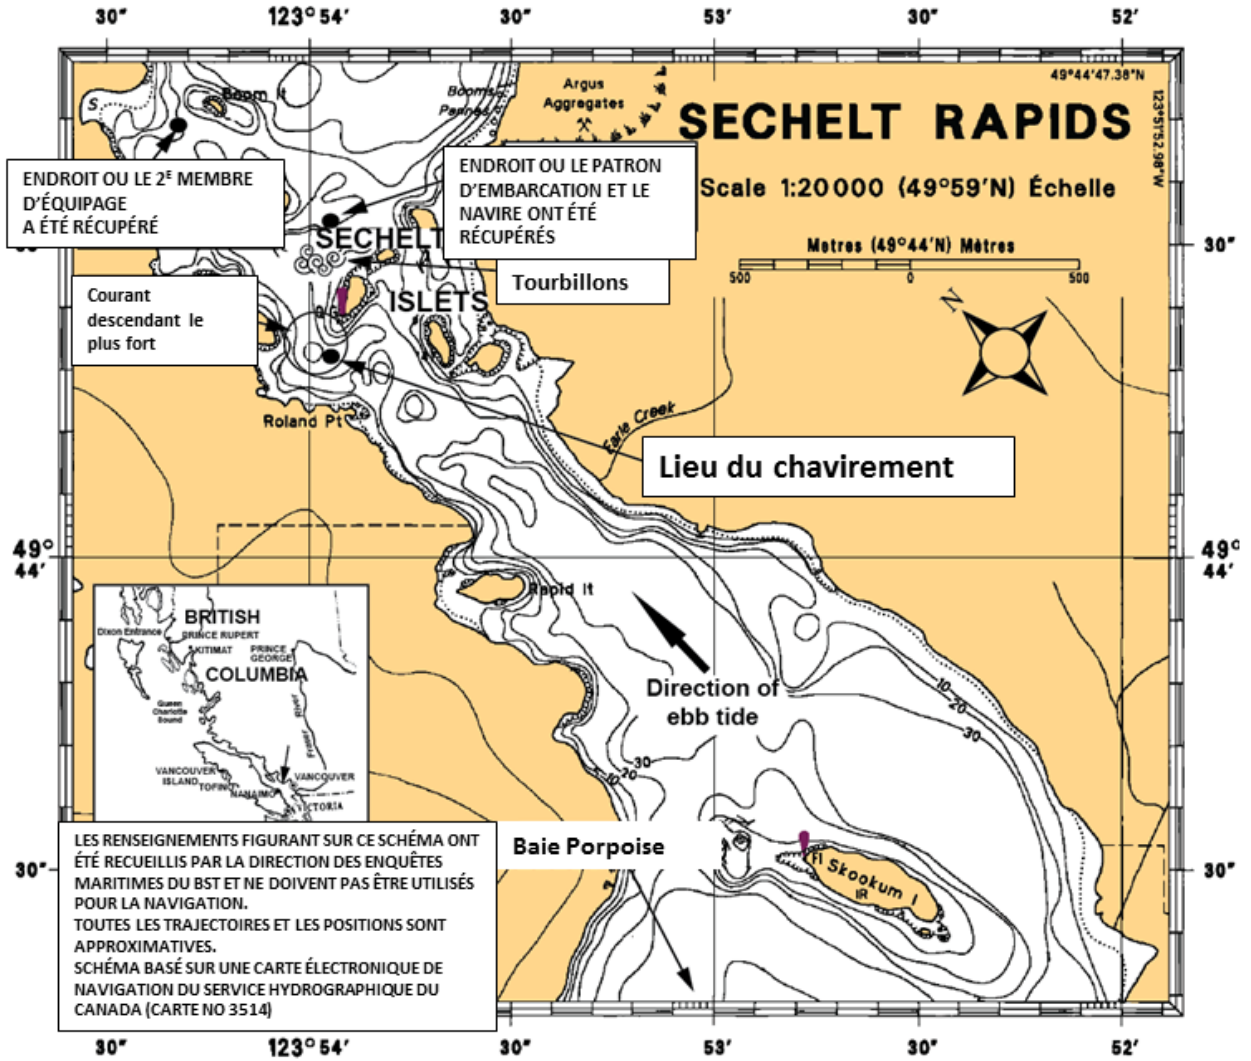 30"
123° 54'
30"
53'
30"
52'
49°44'47.38"N
123°51'52.98"W
S
Boom It
Booms
Pannes
Argus
Aggregates
SECHELT RAPIDS
Scale 1:20000 (49°59'N) Échelle
Metres (49°44'N) Mètres
500
0
500
N
ENDROIT OU LE 2E MEMBRE
D'ÉQUIPAGE
A ÉTÉ RÉCUPÉRÉ
ENDROIT OU LE PATRON
D'EMBARCATION ET LE
NAVIRE ONT ÉTÉ
RÉCUPÉRÉS
30"
SECHELT
Tourbillons
ISLETS
Courant
descendant le
plus fort
Roland Pt
Earle Creek
Lieu du chavirement
49°
44'
49°
44'
Rapid It
Direction of
ebb tide
10
20
30
30
10
20
BRITISH
COLUMBIA
Dixon Entrance
PRINCE RUPERT
KITIMAT
PRINCE
GEORGE
Queen
Charlotte
Sound
Fraser River
VANCOUVER
ISLAND
TOFINO
NANAIMO
VANCOUVER
VICTORIA
Baie Porpoise
Fl
Skookum I
IR
30"
30"
LES RENSEIGNEMENTS FIGURANT SUR CE SCHÉMA ONT
ÉTÉ RECUEILLIS PAR LA DIRECTION DES ENQUÊTES
MARITIMES DU BST ET NE DOIVENT PAS ÊTRE UTILISÉS
POUR LA NAVIGATION.
TOUTES LES TRAJECTOIRES ET LES POSITIONS SONT
APPROXIMATIVES.
SCHÉMA BASÉ SUR UNE CARTE ÉLECTRONIQUE DE
NAVIGATION DU SERVICE HYDROGRAPHIQUE DU
CANADA (CARTE NO 3514)
30"
123° 54'
30"
53'
30"
52'